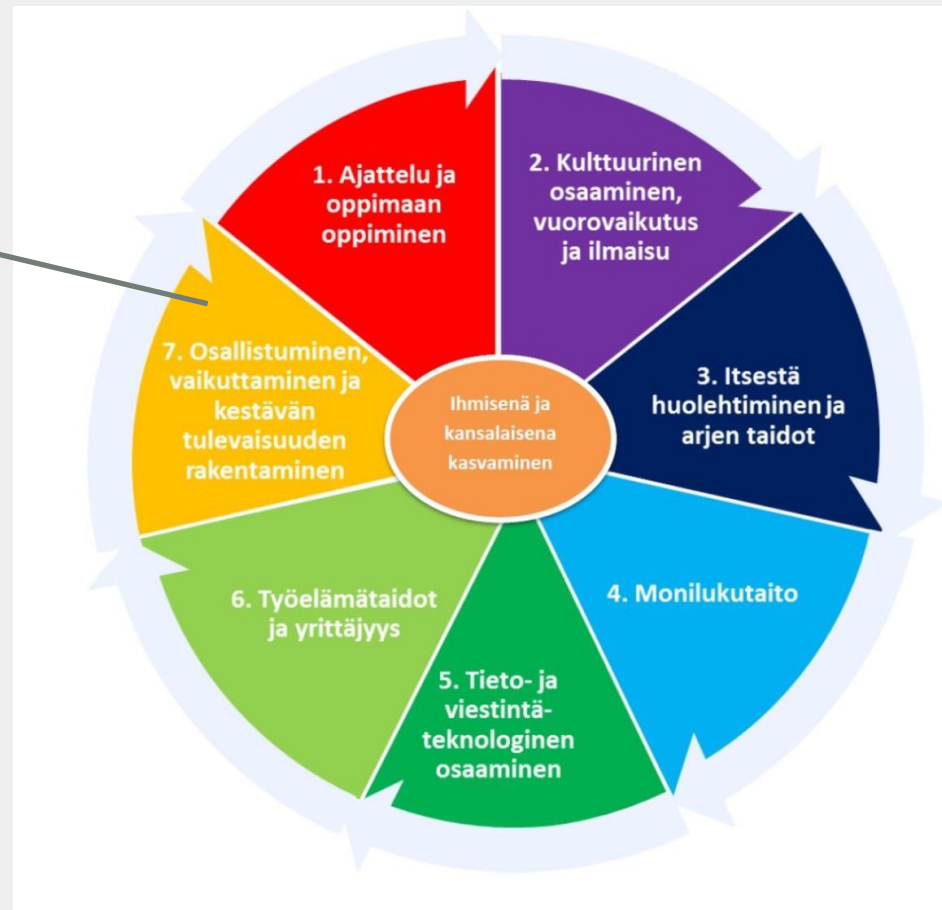 1. Ajattelu ja
oppimaan
oppiminen
2. Kulttuurinen
osaaminen,
vuorovaikutus
ja ilmaisu
3. Itsestä
huolehtiminen ja
arjen taidot
4. Monilukutaito
5. Tieto- ja
viestintä-
teknologinen
osaaminen
6. Työelämätaidot
ja yrittäjyys
7. Osallistuminen,
vaikuttaminen ja
kestävän
tulevaisuuden
rakentaminen
Ihmisenä ja
kansalaisena
kasvaminen